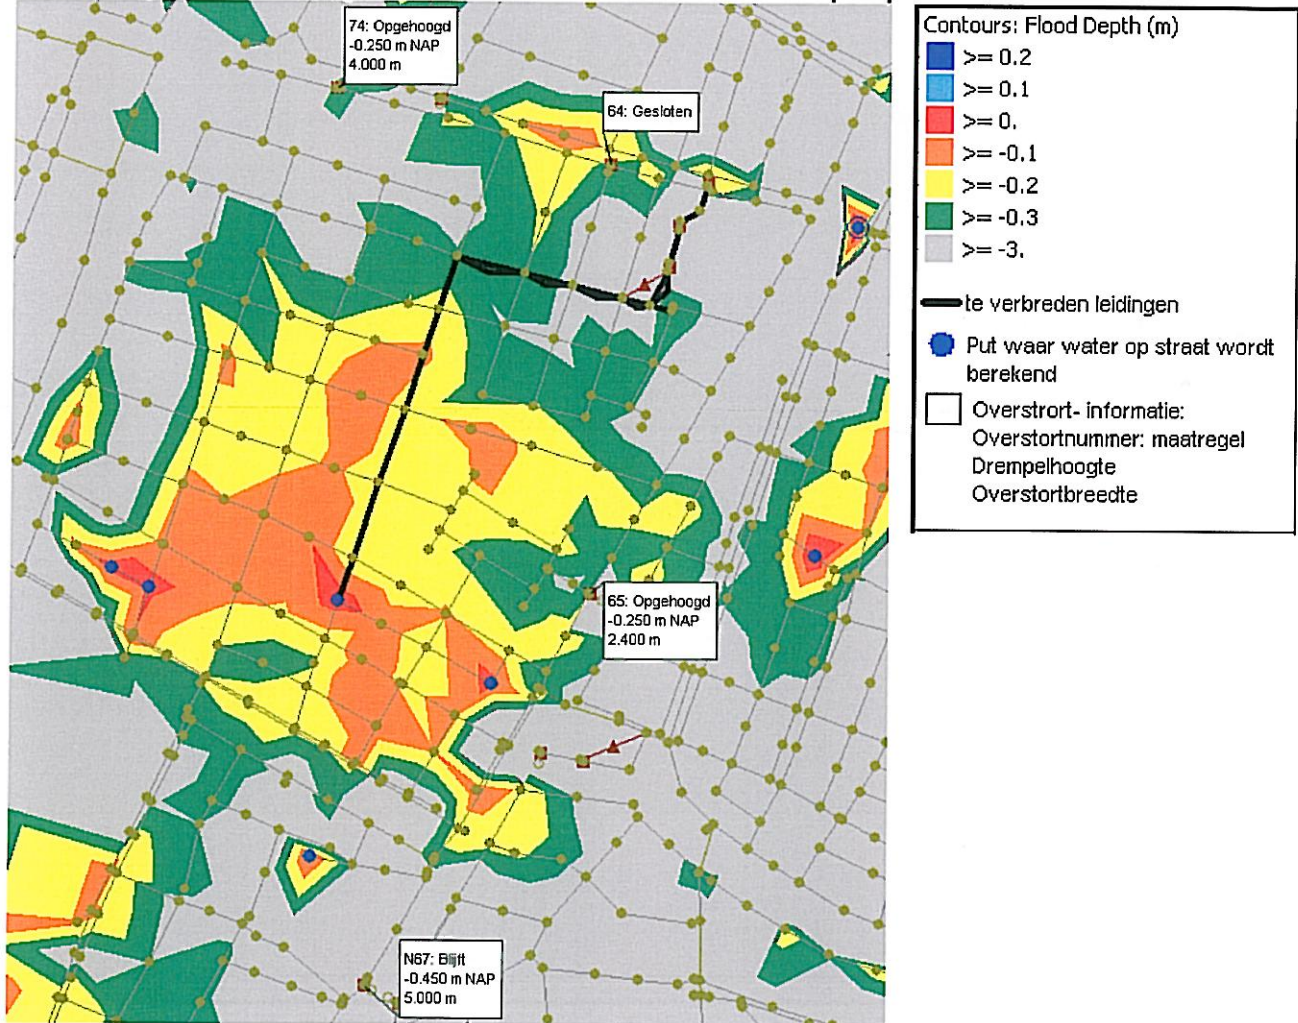 74: Opgehoogd
-0.250 m NAP
4.000 m
64: Gesloten
65: Opgehoogd
-0.250 m NAP
2.400 m
N67: Blijft
-0.450 m NAP
5.000 m
Contours: Flood Depth (m)
>= 0.2
>= 0.1
>= 0.
>= -0.1
>= -0.2
>= -0.3
>= -3.
te verbreden leidingen
Put waar water op straat wordt
berekend
Overstrort- informatie:
Overstortnummer: maatregel
Drempelhoogte
Overstortbreedte